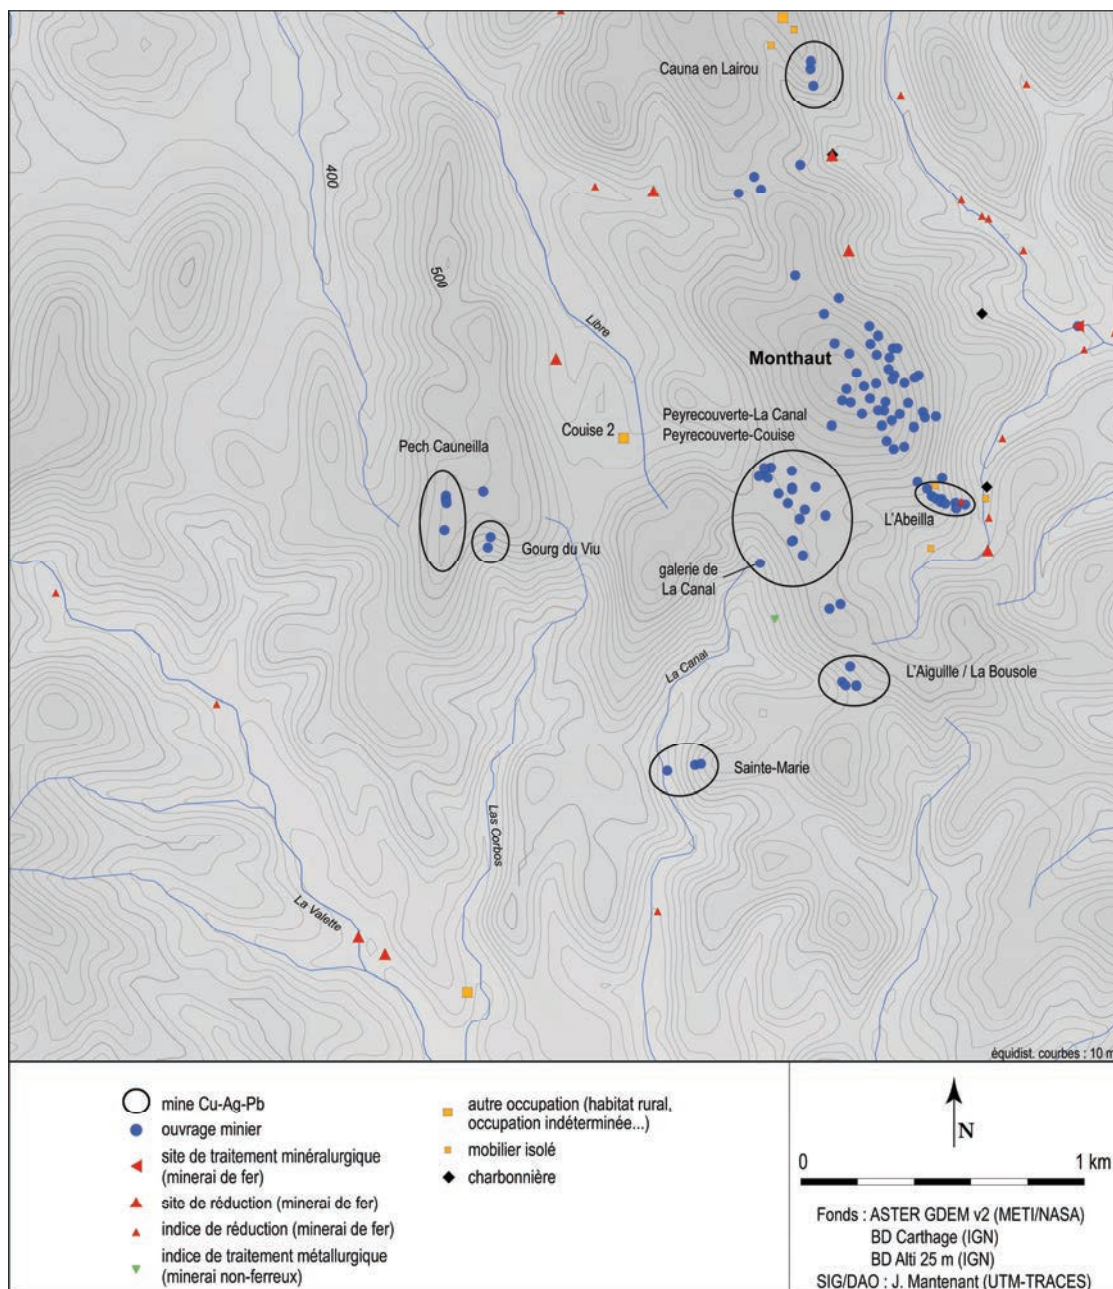 Cauna en Lairou
400
500
Libre
Monthaut
Peyrecouverte-La Canal
Peyrecouverte-Couise
Couise 2
Pech Cauneilla
L'Abeilla
Gourg du Viu
galerie de
La Canal
La Canal
L'Aiguille / La Bousole
Sainte-Marie
Las Corbos
La Valette
équidist. courbes : 10 m
mine Cu-Ag-Pb
ouvrage minier
site de traitement minéralurgique
(minerai de fer)
site de réduction (minerai de fer)
indice de réduction (minerai de fer)
indice de traitement métallurgique
(minerai non-ferreux)
autre occupation (habitat rural,
occupation indéterminée...)
mobilier isolé
charbonnière
N
0 1 km
Fonds : ASTER GDEM v2 (METI/NASA)
BD Carthage (IGN)
BD Alti 25 m (IGN)
SIG/DAO : J. Mantenant (UTM-TRACES)